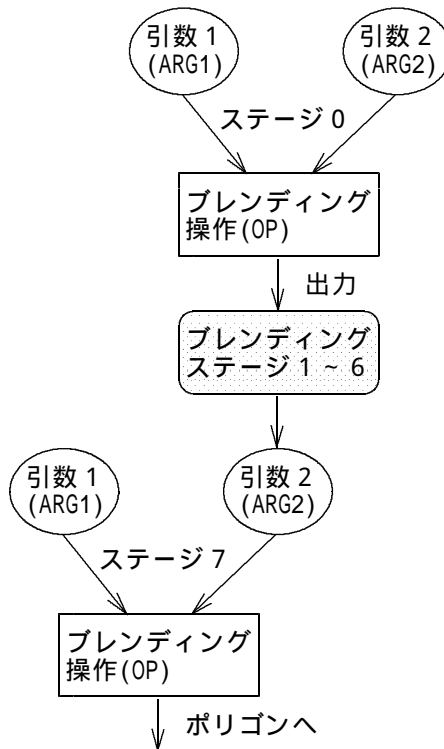 引数1
(ARG1)
引数2
(ARG2)
ステージ0
ブレンディング
操作(OP)
出力
ブレンディング
ステージ1~6
引数1
(ARG1)
引数2
(ARG2)
ステージ7
ブレンディング
操作(OP)
ポリゴンへ